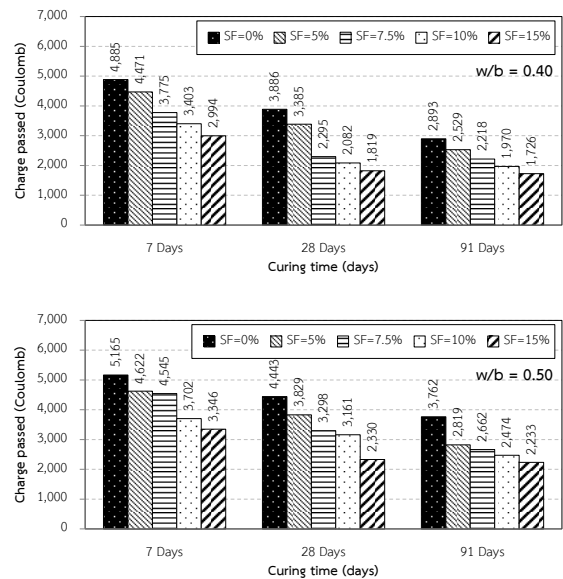 7,000
6,000
5,000
4,000
3,000
2,000
1,000
0
Charge passed (Coulomb)
SF=0% SF=5% SF=7.5% SF=10% SF=15%
w/b = 0.40
4,885 4,471 3,775 3,403 2,994
3,886 3,385 2,295 2,082 1,819
2,893 2,529 2,218 1,970 1,726
7 Days 28 Days 91 Days
Curing time (days)
7,000
6,000
5,000
4,000
3,000
2,000
1,000
0
Charge passed (Coulomb)
SF=0% SF=5% SF=7.5% SF=10% SF=15%
w/b = 0.50
5,165 4,622 4,545 3,702 3,346
4,443 3,829 3,298 3,161 2,330
3,762 2,819 2,662 2,474 2,233
7 Days 28 Days 91 Days
Curing time (days)